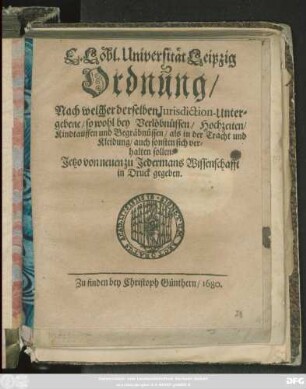 E. Löbl. Universität Leipzig
Ordnung/
Nach welcher derselben Jurisdiction-Unter-
gebene/ so wohl bey Verlöbnüssen/ Hochzeiten/
Kindtauffen und Begräbnüssen/ als in der Tracht und
Kleidung/ auch sonsten sich ver-
halten sollen
Jetzo von neuen zu Jedermans Wissenschafft
in Druck gegeben.
Zu finden bey Christoph Günthern/ 1680.